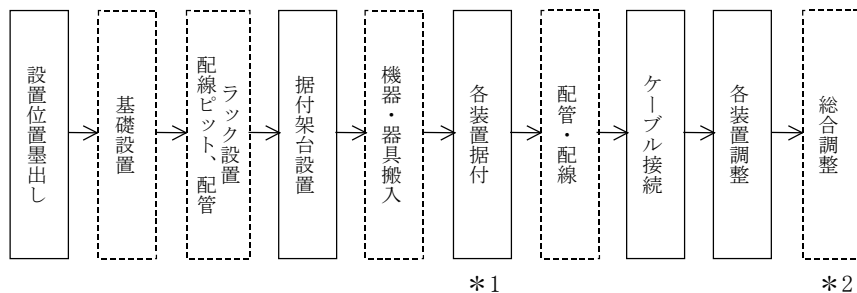 設置位置墨出し
基礎設置
配線ピット、配管
ラック設置
据付架台設置
機器・器具搬入
各装置据付
配管・配線
ケーブル接続
各装置調整
総合調整
＊1
＊2